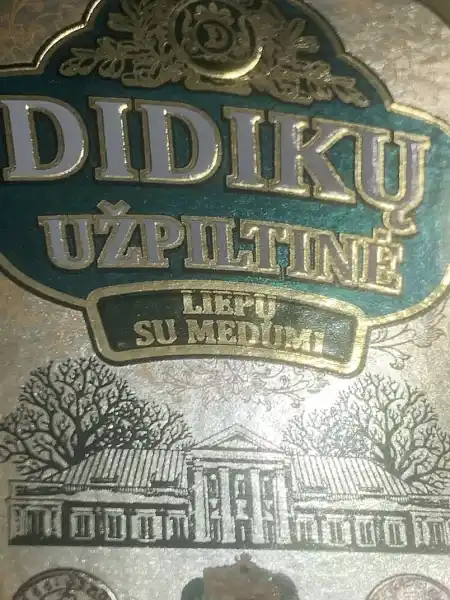 DIDIKŲ
UŽPILTINĖ
LIEPŲ
SU MEDUMI